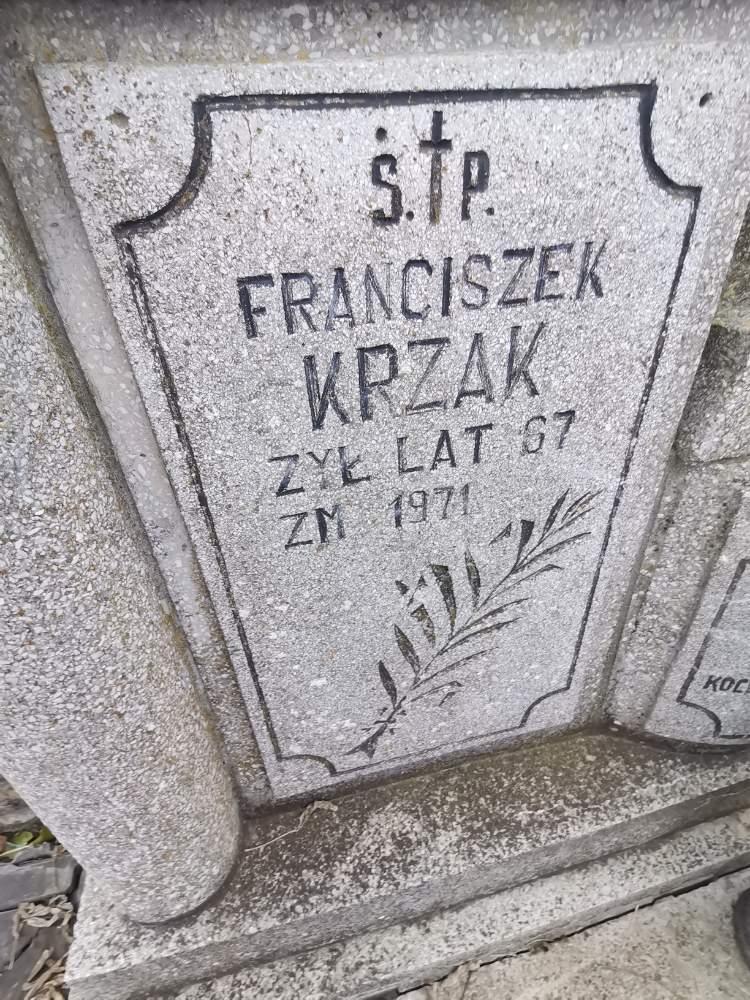 Ś.†P.
FRANCISZEK
KRZAK
ŻYŁ LAT 67
ZM 1971